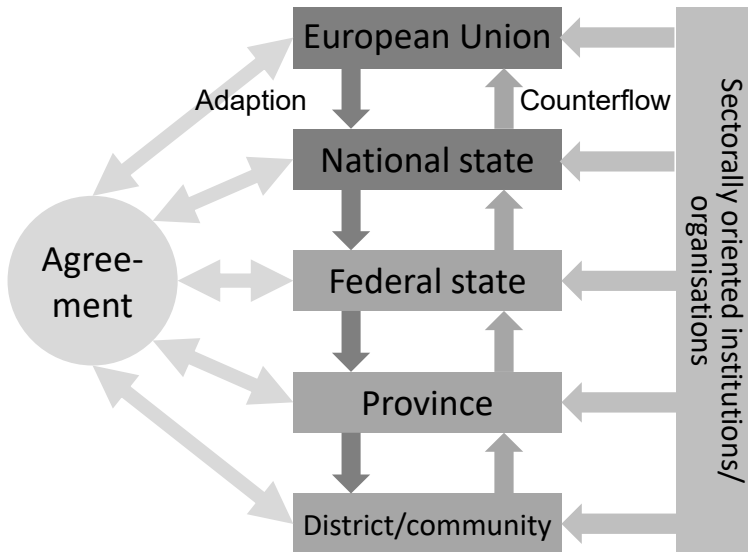 European Union
Adaption
Counterflow
National state
Agree-
ment
Federal state
Province
District/community
Sectorally oriented institutions/
organisations